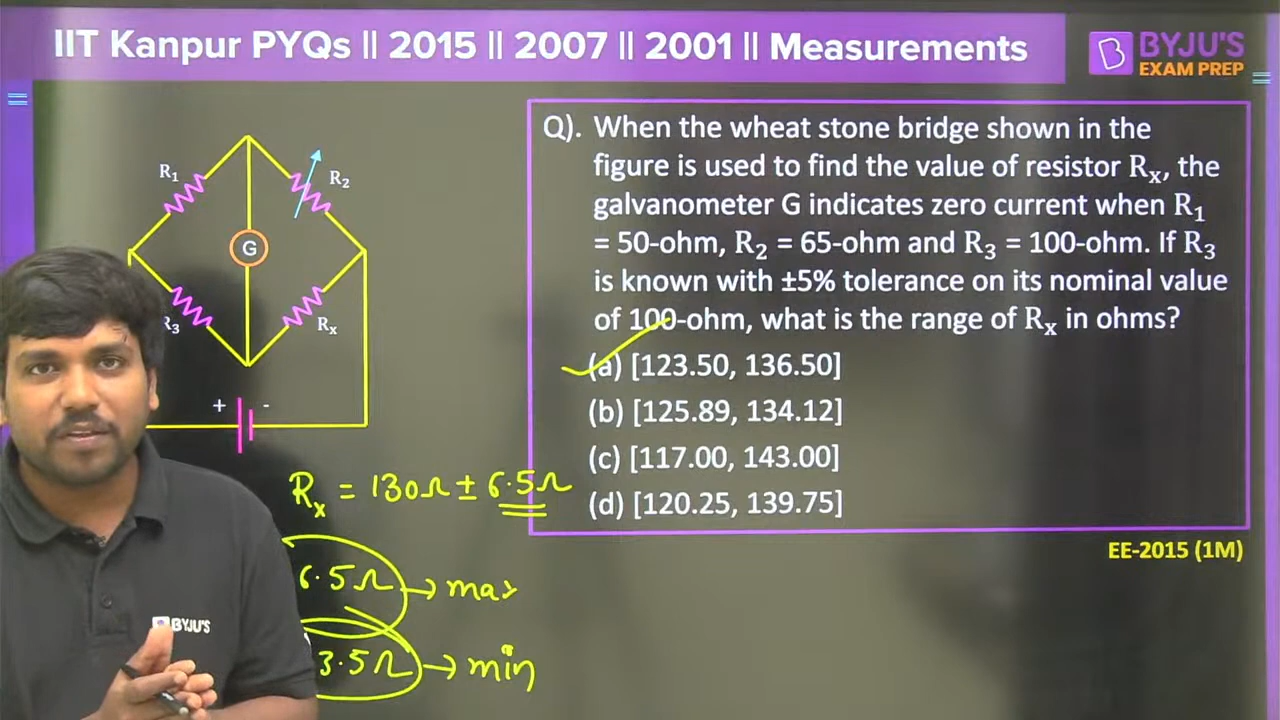 IIT Kanpur PYQs || 2015 || 2007 || 2001 || Measurements
BYJU'S
EXAM PREP
R₁
R₂
G
R₃
Rₓ
+ -
Q). When the wheat stone bridge shown in the
figure is used to find the value of resistor Rₓ, the
galvanometer G indicates zero current when R₁
= 50-ohm, R₂ = 65-ohm and R₃ = 100-ohm. If R₃
is known with ±5% tolerance on its nominal value
of 100-ohm, what is the range of Rₓ in ohms?
(a) [123.50, 136.50]
(b) [125.89, 134.12]
(c) [117.00, 143.00]
(d) [120.25, 139.75]
EE-2015 (1M)
Rₓ = 130Ω ± 6.5Ω
6.5Ω → max
3.5Ω → min
BYJU'S